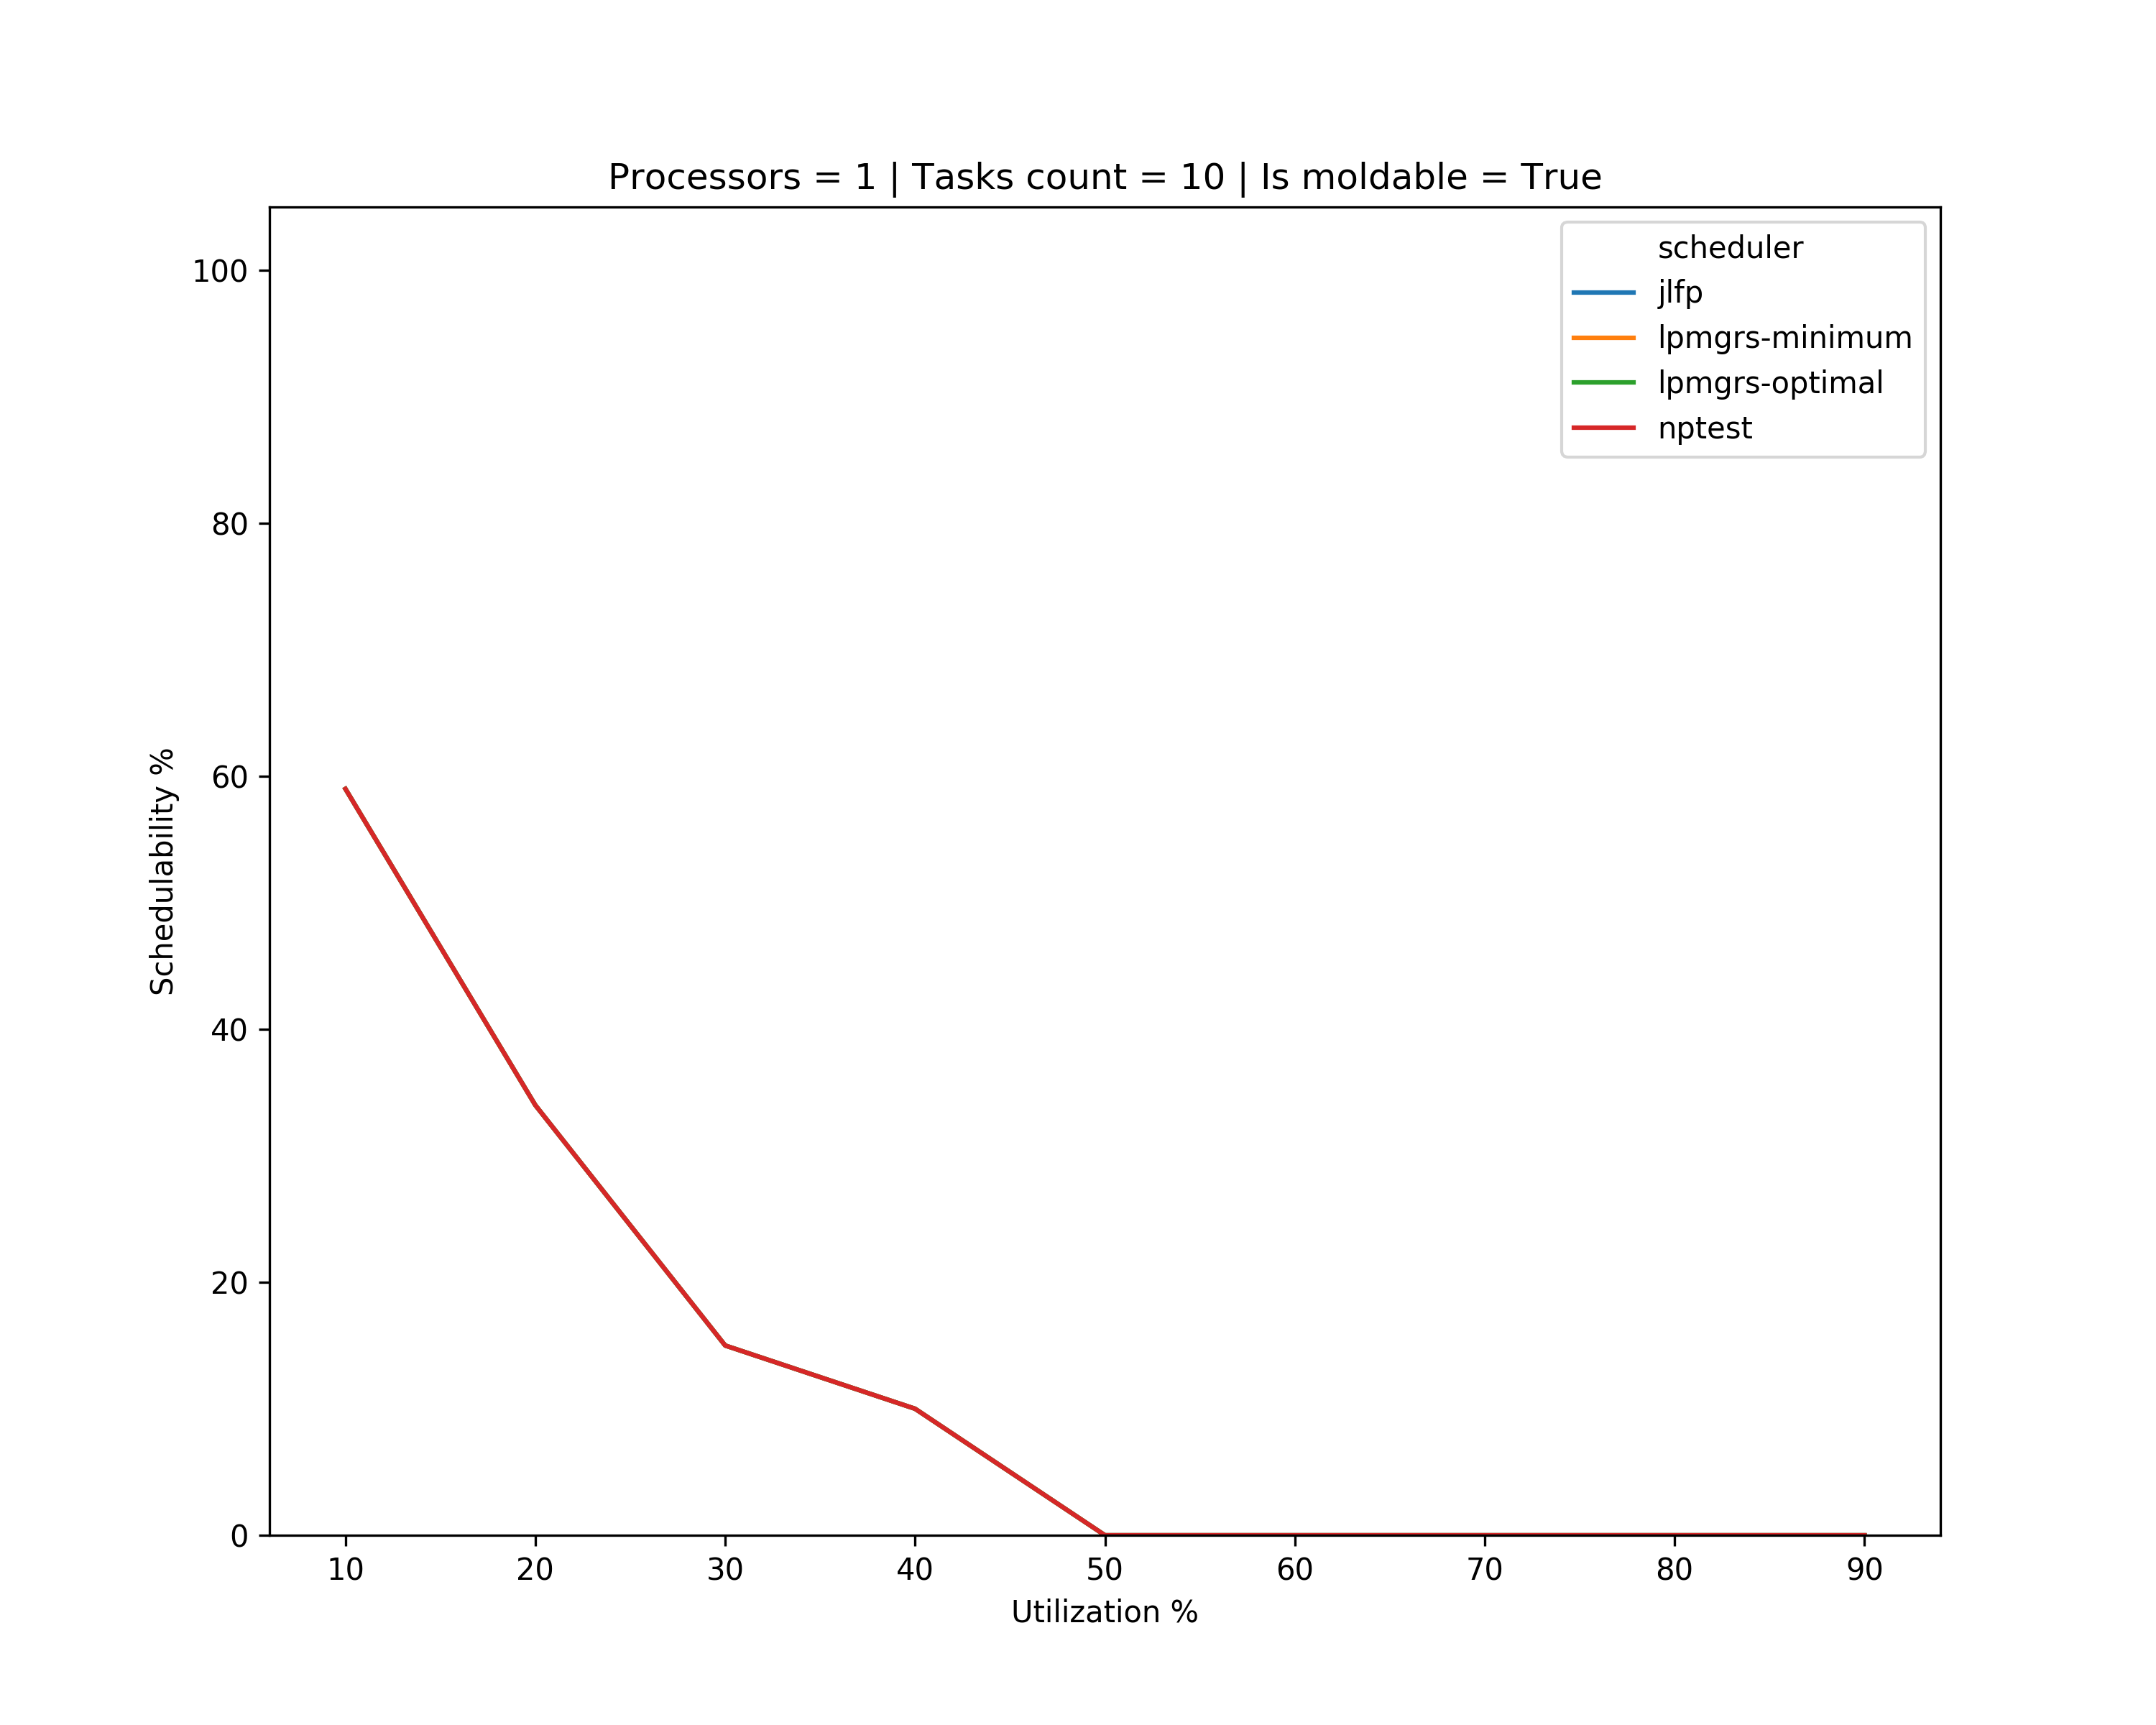 Processors = 1 | Tasks count = 10 | Is moldable = True
scheduler
jlfp
lpmgrs-minimum
lpmgrs-optimal
nptest
Schedulability %
100
80
60
40
20
0
10 20 30 40 50 60 70 80 90
Utilization %